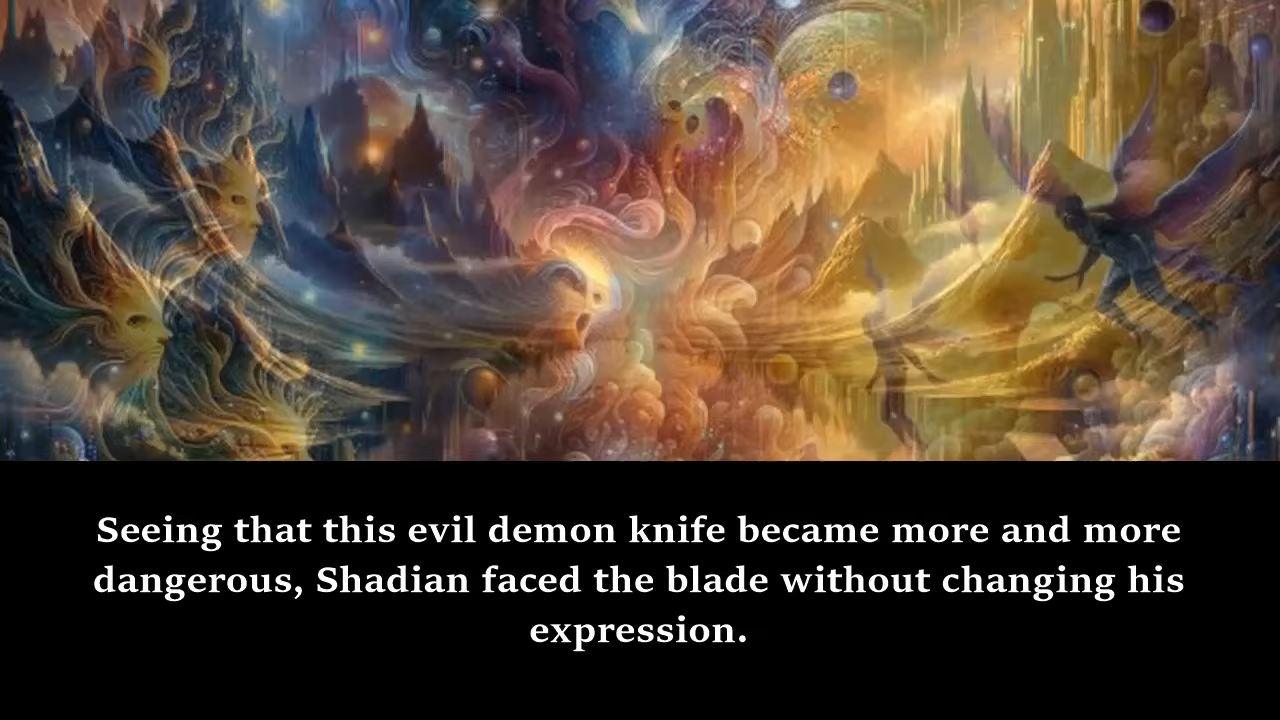 Seeing that this evil demon knife became more and more
dangerous, Shadian faced the blade without changing his
expression.